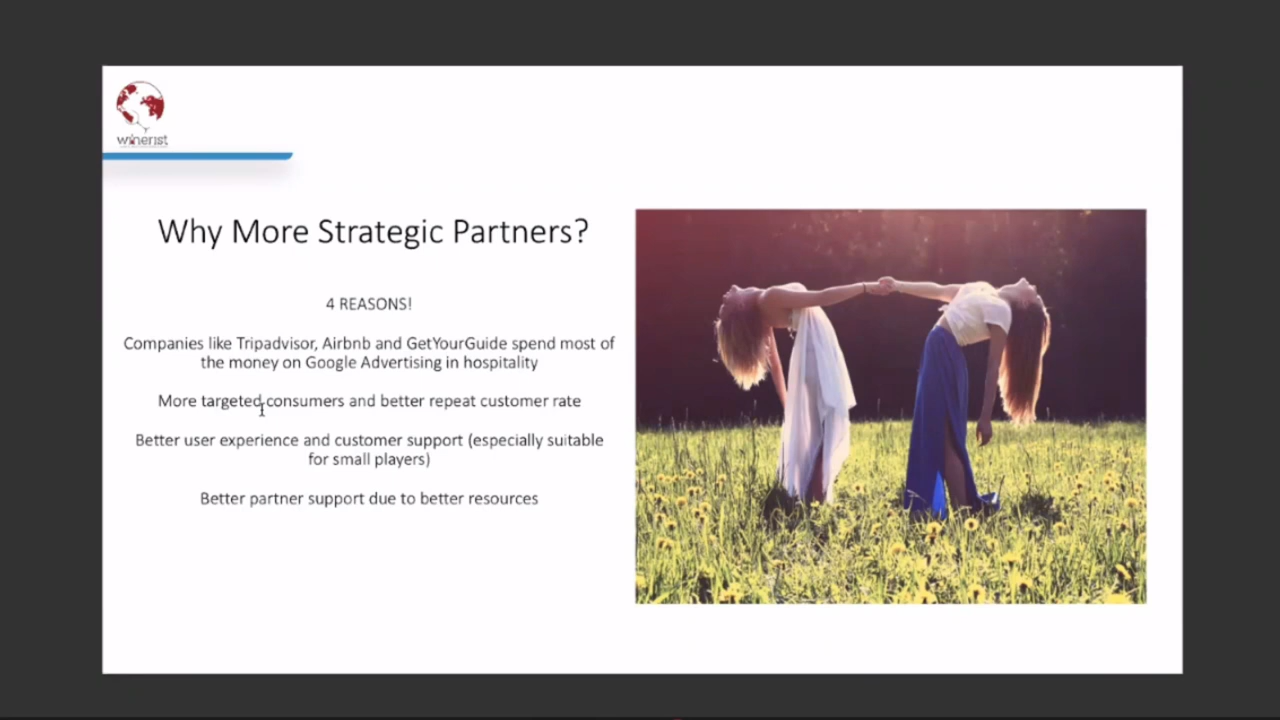 winerist
Why More Strategic Partners?
4 REASONS!
Companies like Tripadvisor, Airbnb and GetYourGuide spend most of
the money on Google Advertising in hospitality
More targeted consumers and better repeat customer rate
Better user experience and customer support (especially suitable
for small players)
Better partner support due to better resources